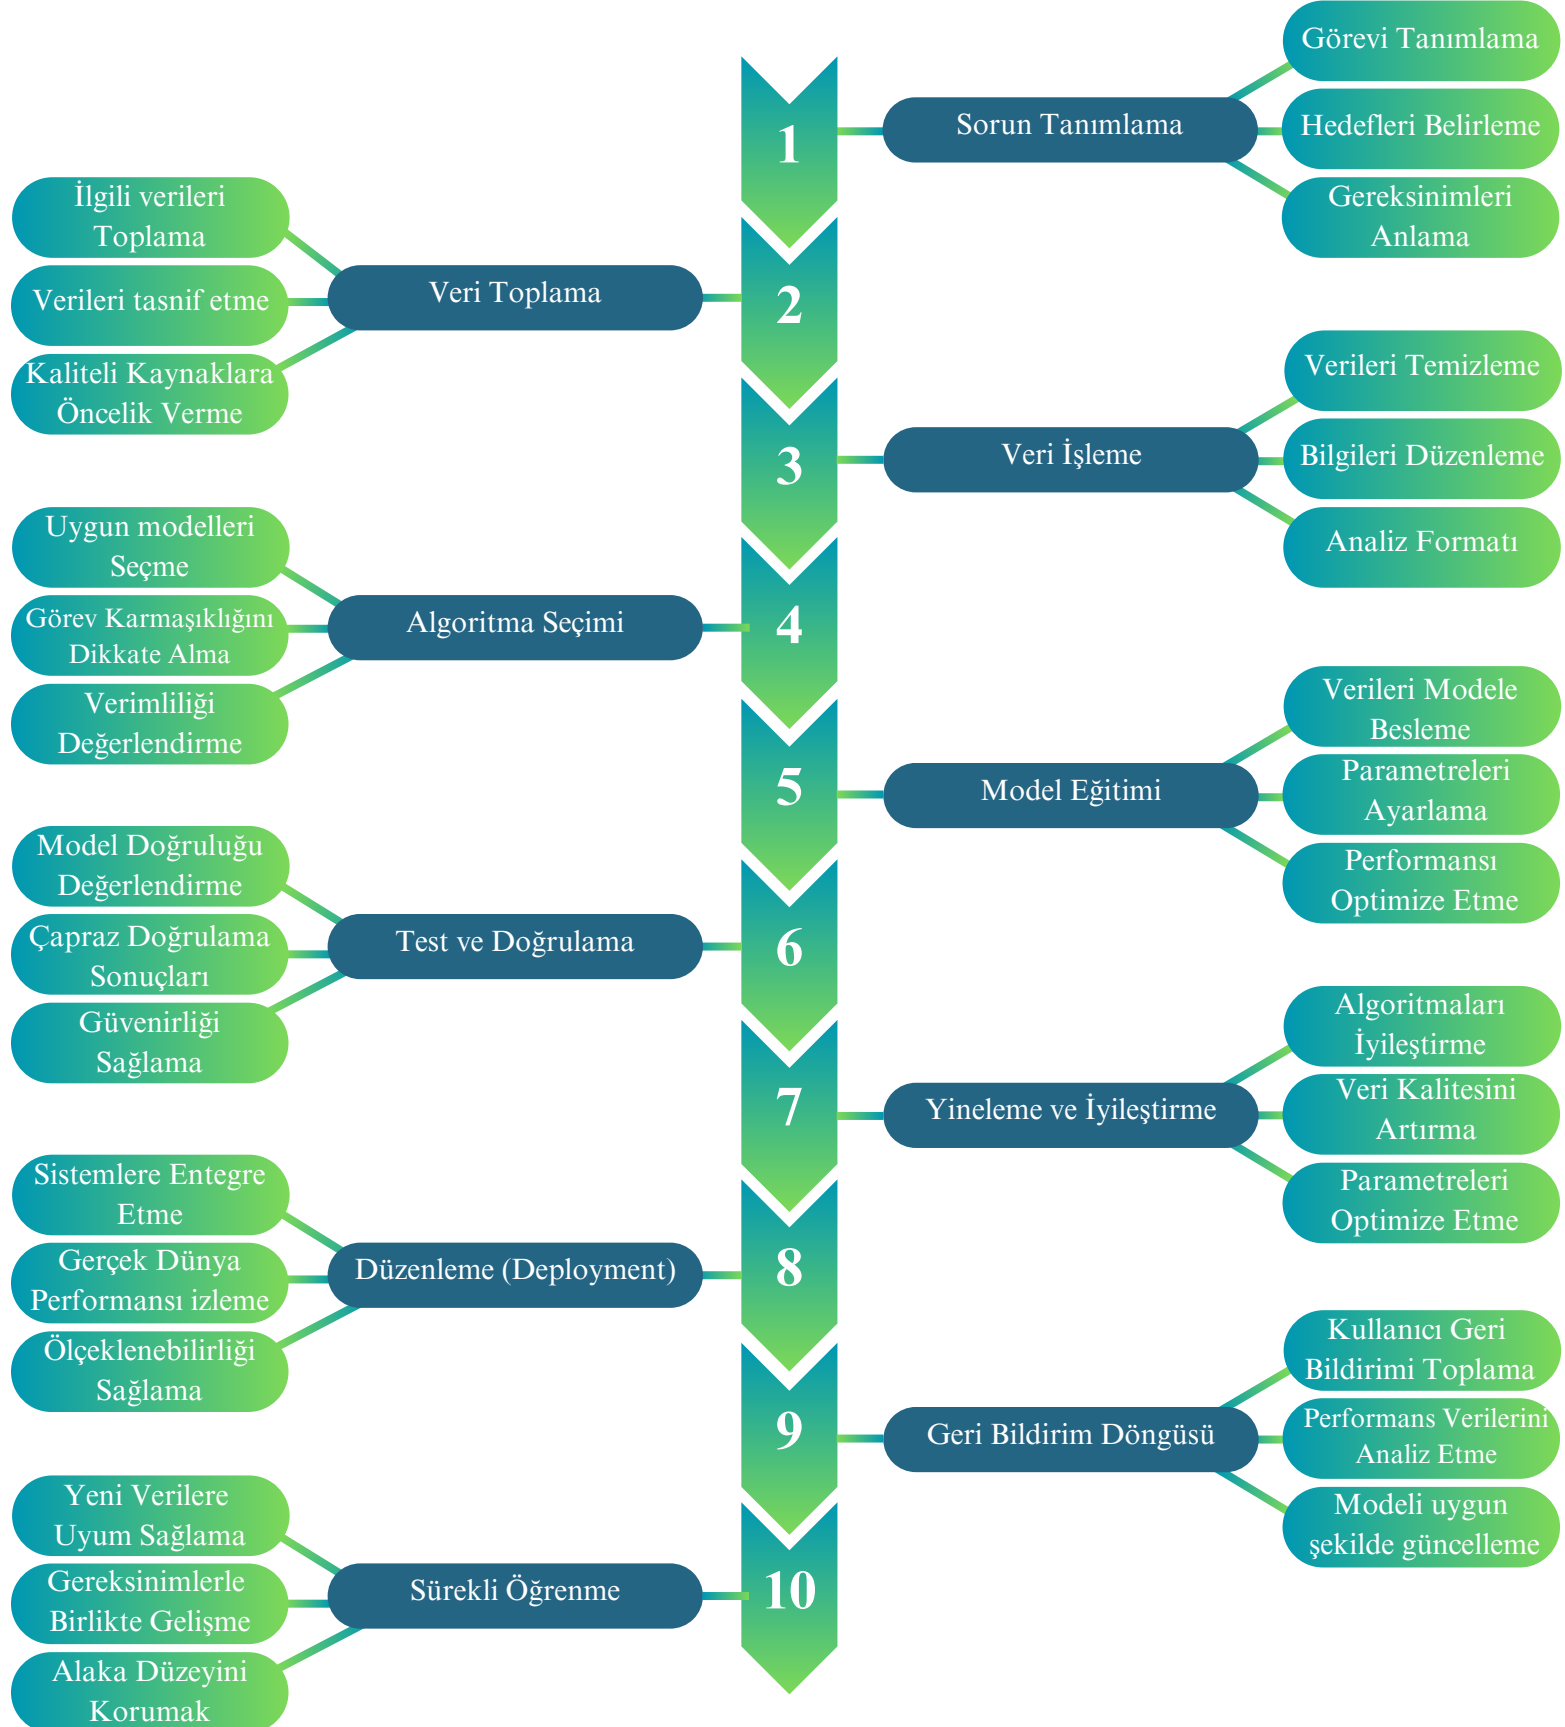 1
Sorun Tanımlama
Görevi Tanımlama
Hedefleri Belirleme
Gereksinimleri
Anlama
2
Veri Toplama
İlgili verileri
Toplama
Verileri tasnif etme
Kaliteli Kaynaklara
Öncelik Verme
3
Veri İşleme
Verileri Temizleme
Bilgileri Düzenleme
Analiz Formatı
4
Algoritma Seçimi
Uygun modelleri
Seçme
Görev Karmaşıklığını
Dikkate Alma
Verimliliği
Değerlendirme
5
Model Eğitimi
Verileri Modele
Besleme
Parametreleri
Ayarlama
Performansı
Optimize Etme
6
Test ve Doğrulama
Model Doğruluğu
Değerlendirme
Çapraz Doğrulama
Sonuçları
Güvenirliği
Sağlama
7
Yineleme ve İyileştirme
Algoritmaları
İyileştirme
Veri Kalitesini
Artırma
Parametreleri
Optimize Etme
8
Düzenleme (Deployment)
Sistemlere Entegre
Etme
Gerçek Dünya
Performansı izleme
Ölçeklenebilirliği
Sağlama
9
Geri Bildirim Döngüsü
Kullanıcı Geri
Bildirimi Toplama
Performans Verilerini
Analiz Etme
Modeli uygun
şekilde güncelleme
10
Sürekli Öğrenme
Yeni Verilere
Uyum Sağlama
Gereksinimlerle
Birlikte Gelişme
Alaka Düzeyini
Korumak